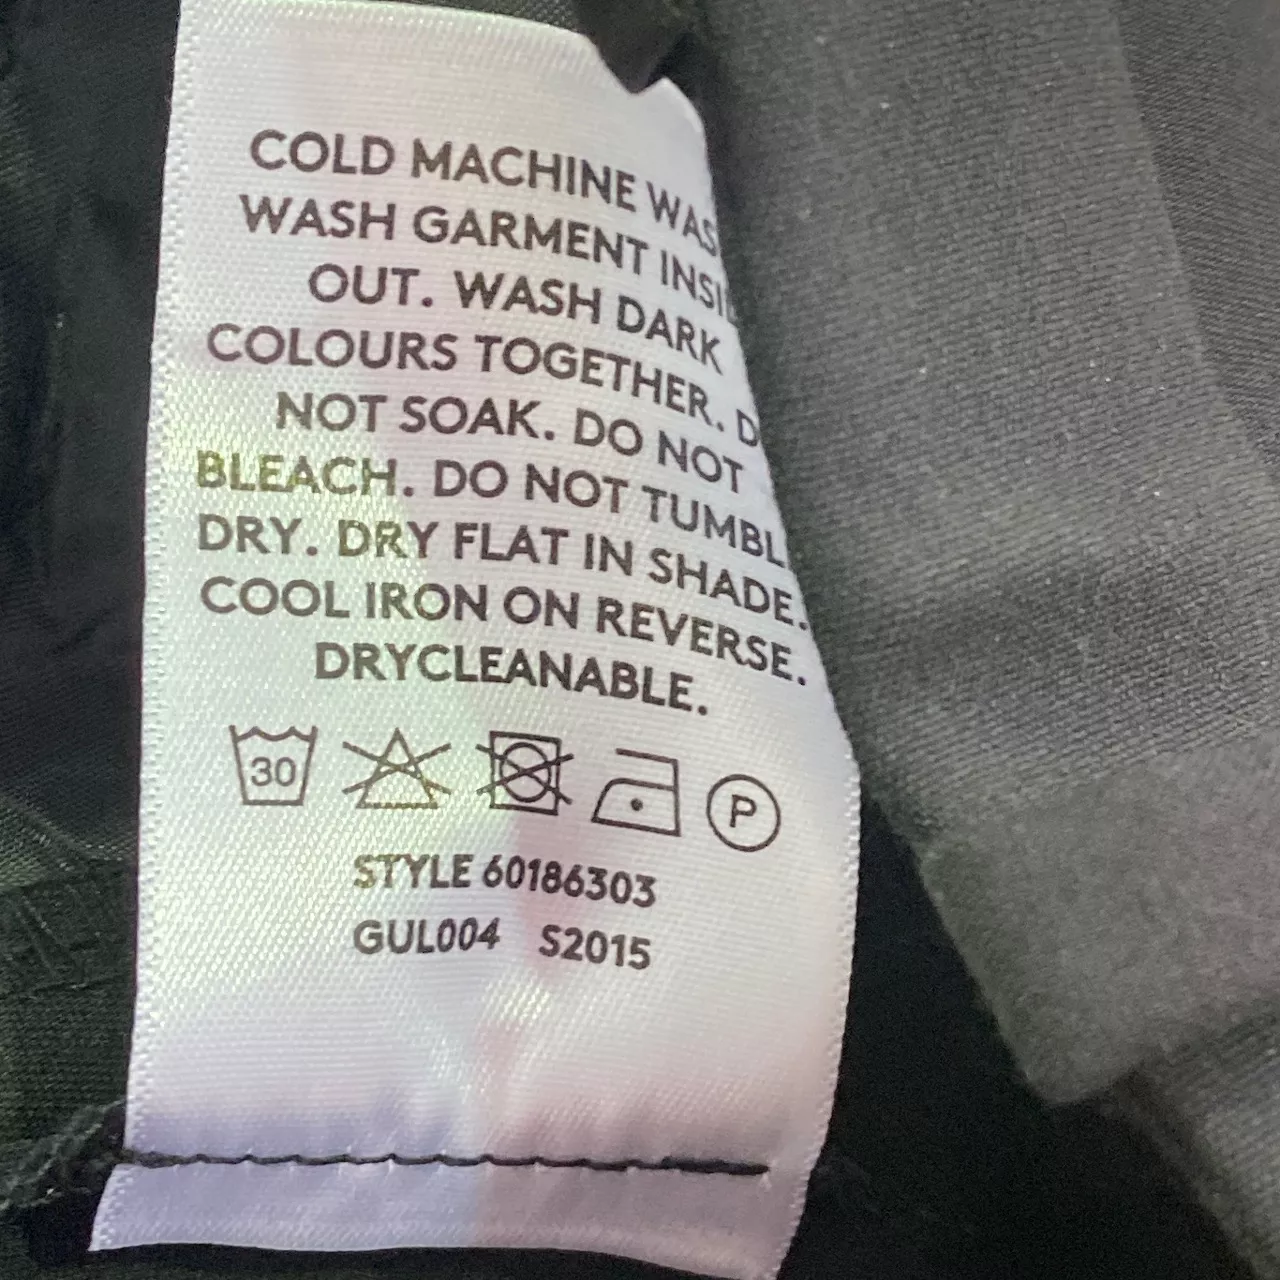 COLD MACHINE WAS
WASH GARMENT INSI
OUT. WASH DARK
COLOURS TOGETHER. D
NOT SOAK. DO NOT
BLEACH. DO NOT TUMBL
DRY. DRY FLAT IN SHADE.
COOL IRON ON REVERSE.
DRYCLEANABLE.
30 P
STYLE 60186303
GUL004 S2015